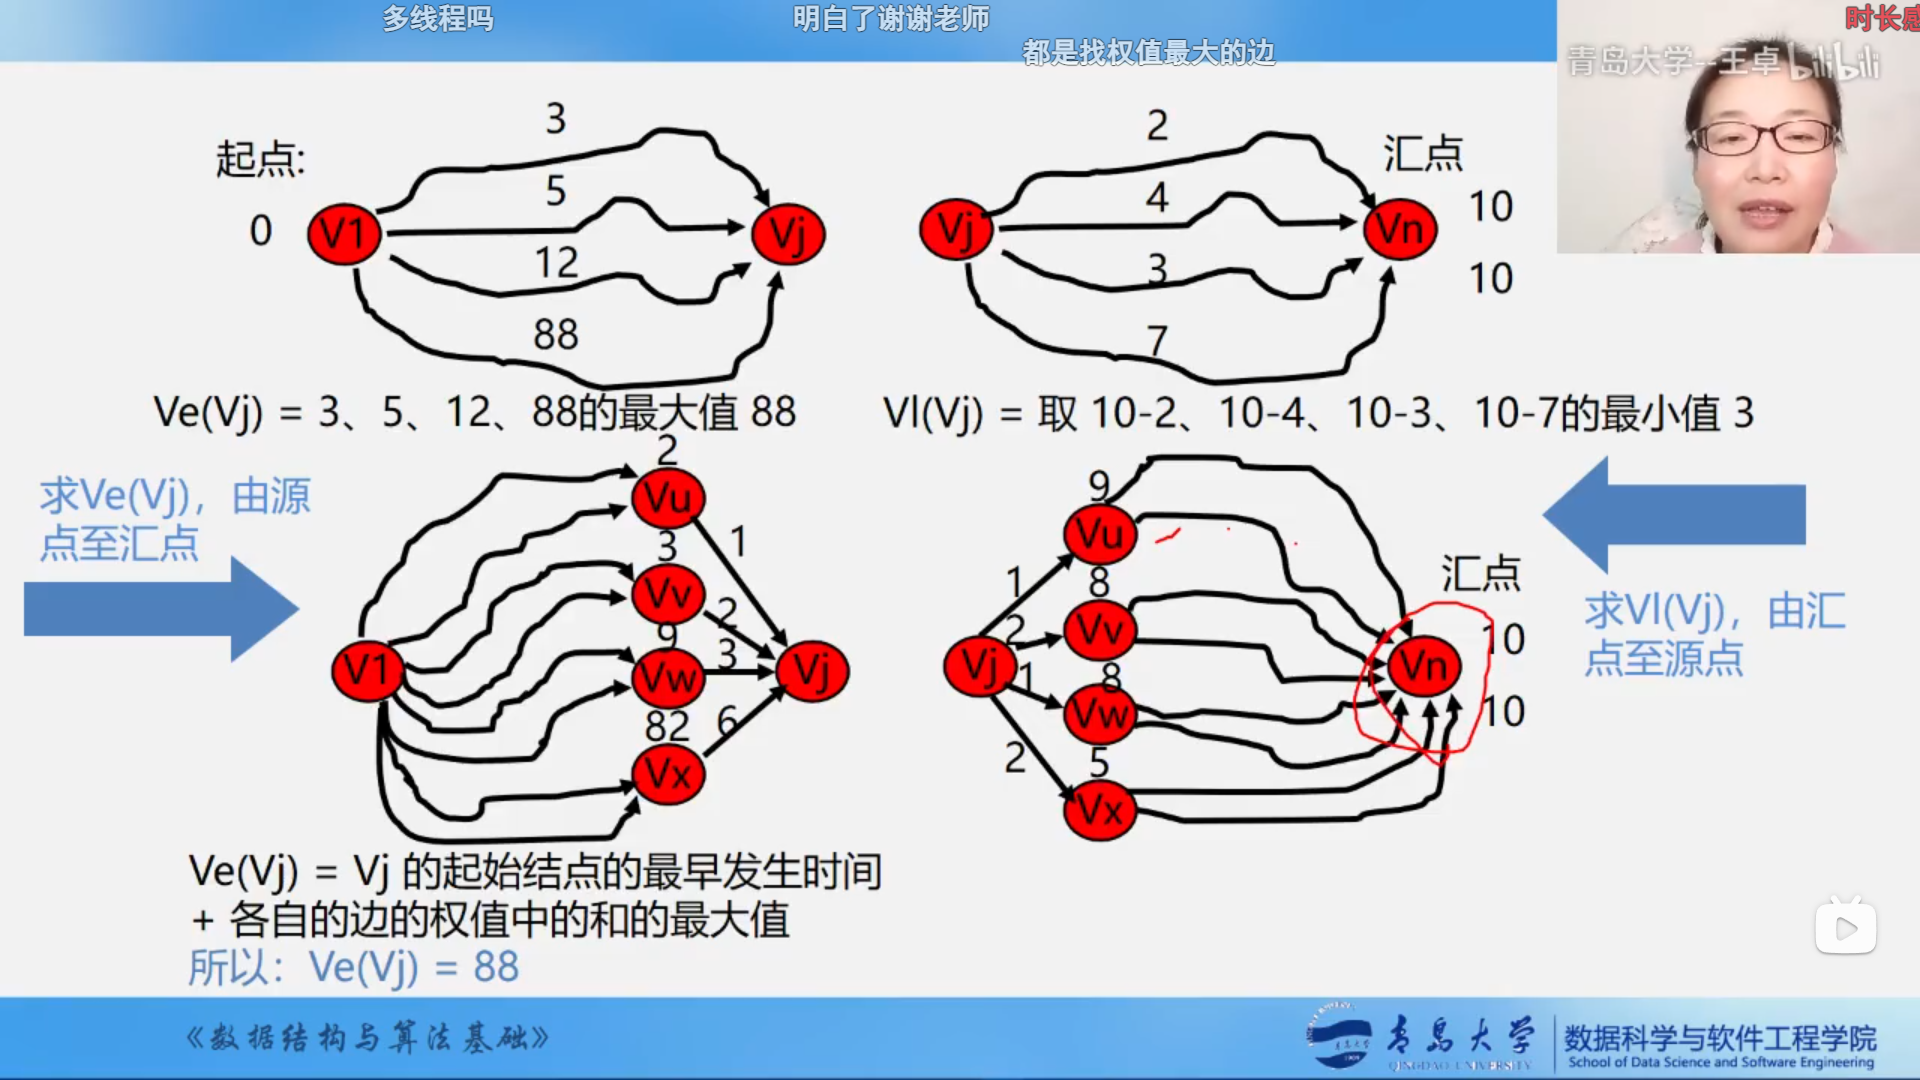 多线程吗
明白了谢谢老师
时长感
都是找权值最大的边
青岛大学--王卓 bilibili
起点:
0
V1
3
5
12
88
Vj
Vj
2
4
3
7
Vn
汇点
10
10
Ve(Vj) = 3、5、12、88的最大值 88
Vl(Vj) = 取 10-2、10-4、10-3、10-7的最小值 3
求Ve(Vj), 由源
点至汇点
V1
2
Vu
3
Vv
9
Vw
82
Vx
1
2
3
6
Vj
Vj
1
2
1
2
9
Vu
8
Vv
8
Vw
5
Vx
汇点
Vn
10
10
求Vl(Vj), 由汇
点至源点
Ve(Vj) = Vj 的起始结点的最早发生时间
+ 各自的边的权值中的和的最大值
所以: Ve(Vj) = 88
《数据结构与算法基础》
青岛大学
QINGDAO UNIVERSITY
数据科学与软件工程学院
School of Data Science and Software Engineering